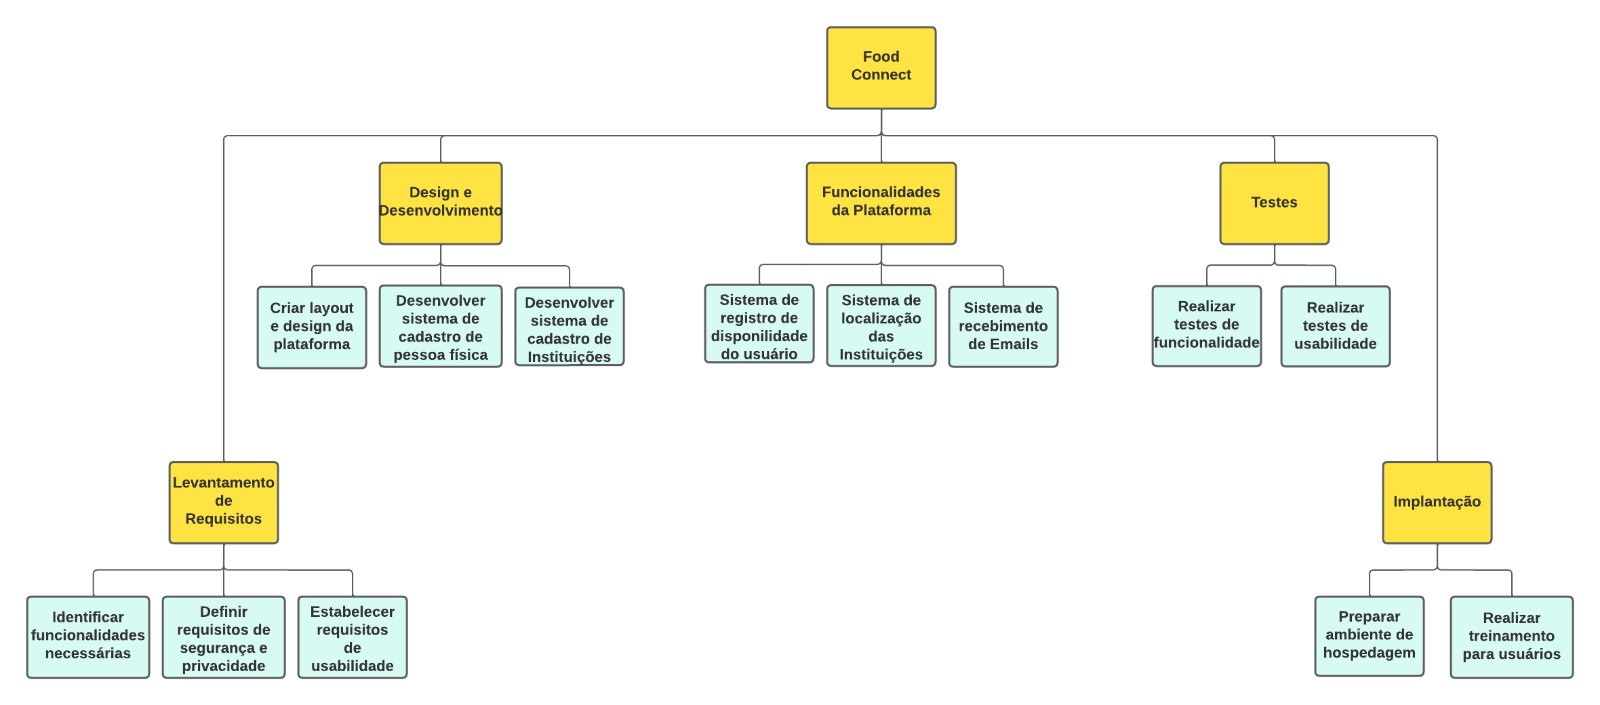 Food
Connect
Design e
Desenvolvimento
Funcionalidades
da Plataforma
Testes
Criar layout
e design da
plataforma
Desenvolver
sistema de
cadastro de
pessoa física
Desenvolver
sistema de
cadastro de
Instituições
Sistema de
registro de
disponilidade
do usuário
Sistema de
localização
das
Instituições
Sistema de
recebimento
de Emails
Realizar
testes de
funcionalidade
Realizar
testes de
usabilidade
Levantamento
de
Requisitos
Implantação
Identificar
funcionalidades
necessárias
Definir
requisitos de
segurança e
privacidade
Estabelecer
requisitos
de
usabilidade
Preparar
ambiente de
hospedagem
Realizar
treinamento
para usuários